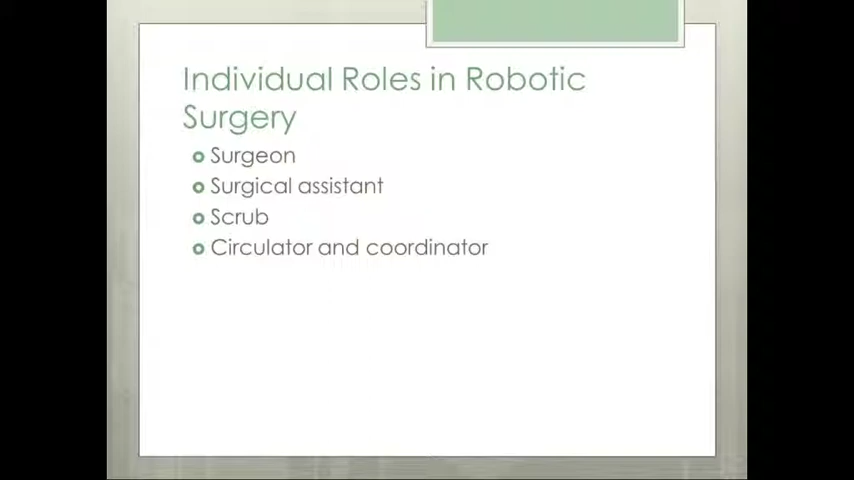 Individual Roles in Robotic
Surgery
Surgeon
Surgical assistant
Scrub
Circulator and coordinator